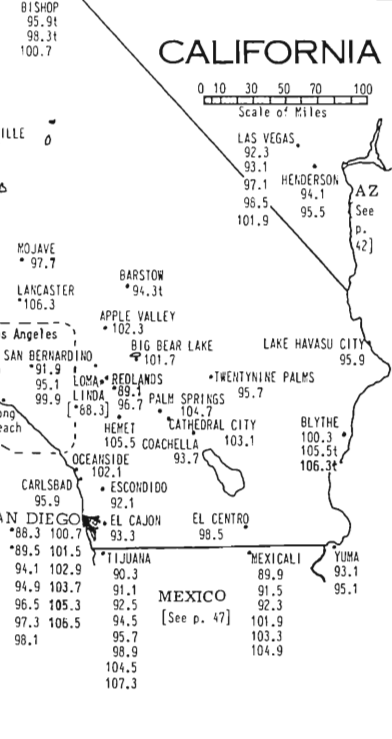 BISHOP
95.9t
98.3t
100.7
CALIFORNIA
0 10 30 50 70 100
Scale of Miles
ILLE
LAS VEGAS
92.3
93.1
97.1
98.5
101.9
HENDERSON
94.1
95.5
AZ
See
p.
42]
MOJAVE
97.7
LANCASTER
106.3
BARSTOW
94.3t
APPLE VALLEY
102.3
s Angeles
BIG BEAR LAKE
101.7
LAKE HAVASU CITY
95.9
SAN BERNARDINO
91.9
95.1
99.9
LOMA
LINDA
[*88.3]
REDLANDS
*89.1
96.7
TWENTYNINE PALMS
95.7
PALM SPRINGS
104.7
ong
each
HEMET
105.5
CATHEDRAL CITY
103.1
COACHELLA
93.7
BLYTHE
100.3
105.5t
106.3t
OCEANSIDE
102.1
CARLSBAD
95.9
ESCONDIDO
92.1
AN DIEGO
*88.3 100.7
*89.5 101.5
94.1 102.9
94.9 103.7
96.5 105.3
97.3 106.5
98.1
EL CAJON
93.3
EL CENTRO
98.5
TIJUANA
90.3
91.1
92.5
94.5
95.7
98.9
104.5
107.3
MEXICO
[See p. 47]
MEXICALI
89.9
91.5
92.3
101.9
103.3
104.9
YUMA
93.1
95.1